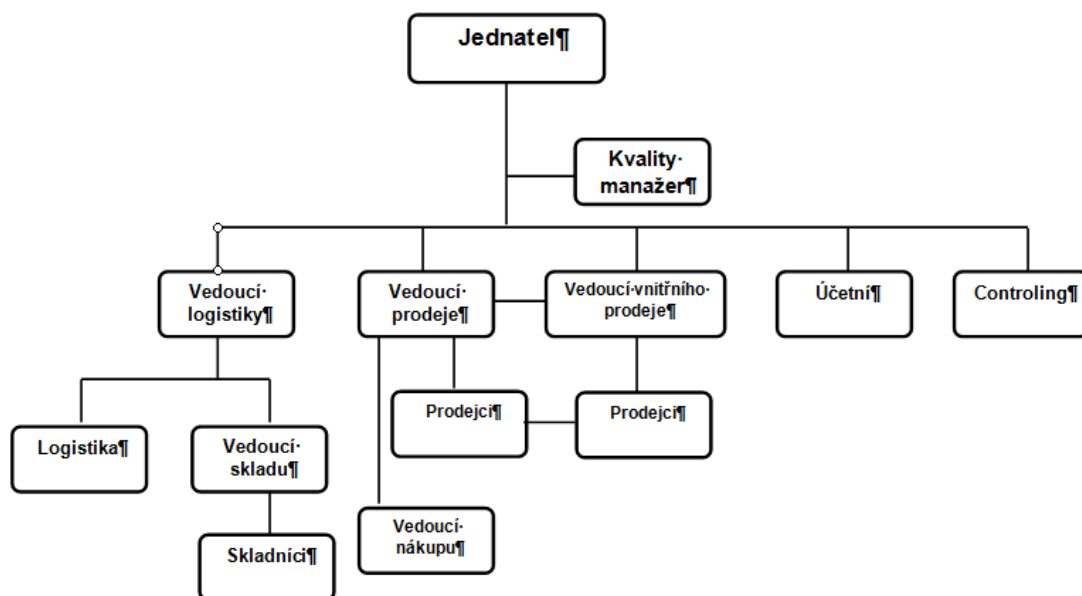 Jednatel¶
Kvality·
manažer¶
Vedoucí·
logistiky¶
Vedoucí·
prodeje¶
Vedoucí·vnitřního·
prodeje¶
Účetní¶
Controling¶
Logistika¶
Vedoucí·
skladu¶
Prodejci¶
Prodejci¶
Skladníci¶
Vedoucí·
nákupu¶